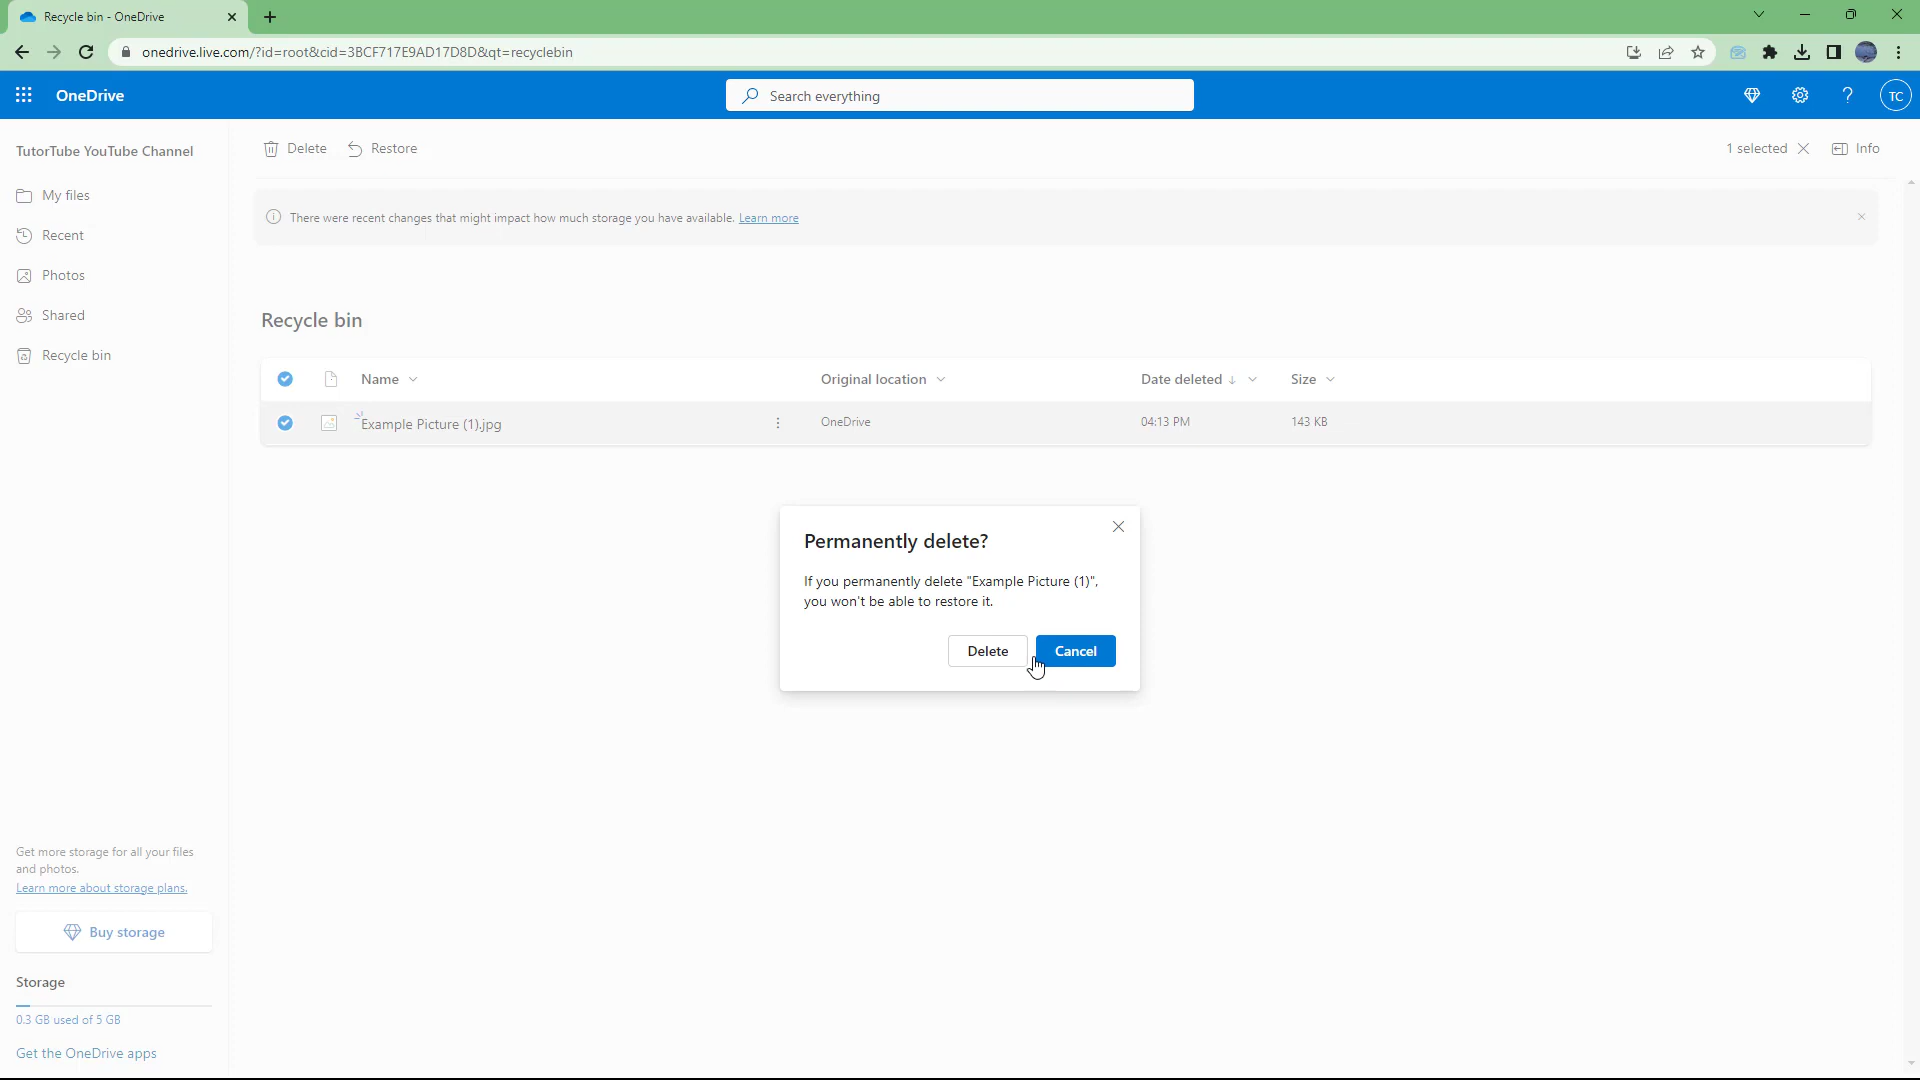 Recycle bin - OneDrive
onedrive.live.com/?id=root&cid=3BCF717E9AD17D8D&qt=recyclebin
OneDrive
Search everything
TC
TutorTube YouTube Channel
Delete
Restore
1 selected
Info
My files
There were recent changes that might impact how much storage you have available. Learn more
Recent
Photos
Shared
Recycle bin
Recycle bin
Name
Original location
Date deleted
Size
Example Picture (1).jpg
OneDrive
04:13 PM
143 KB
Permanently delete?
If you permanently delete "Example Picture (1)",
you won't be able to restore it.
Delete
Cancel
Get more storage for all your files
and photos.
Learn more about storage plans.
Buy storage
Storage
0.3 GB used of 5 GB
Get the OneDrive apps